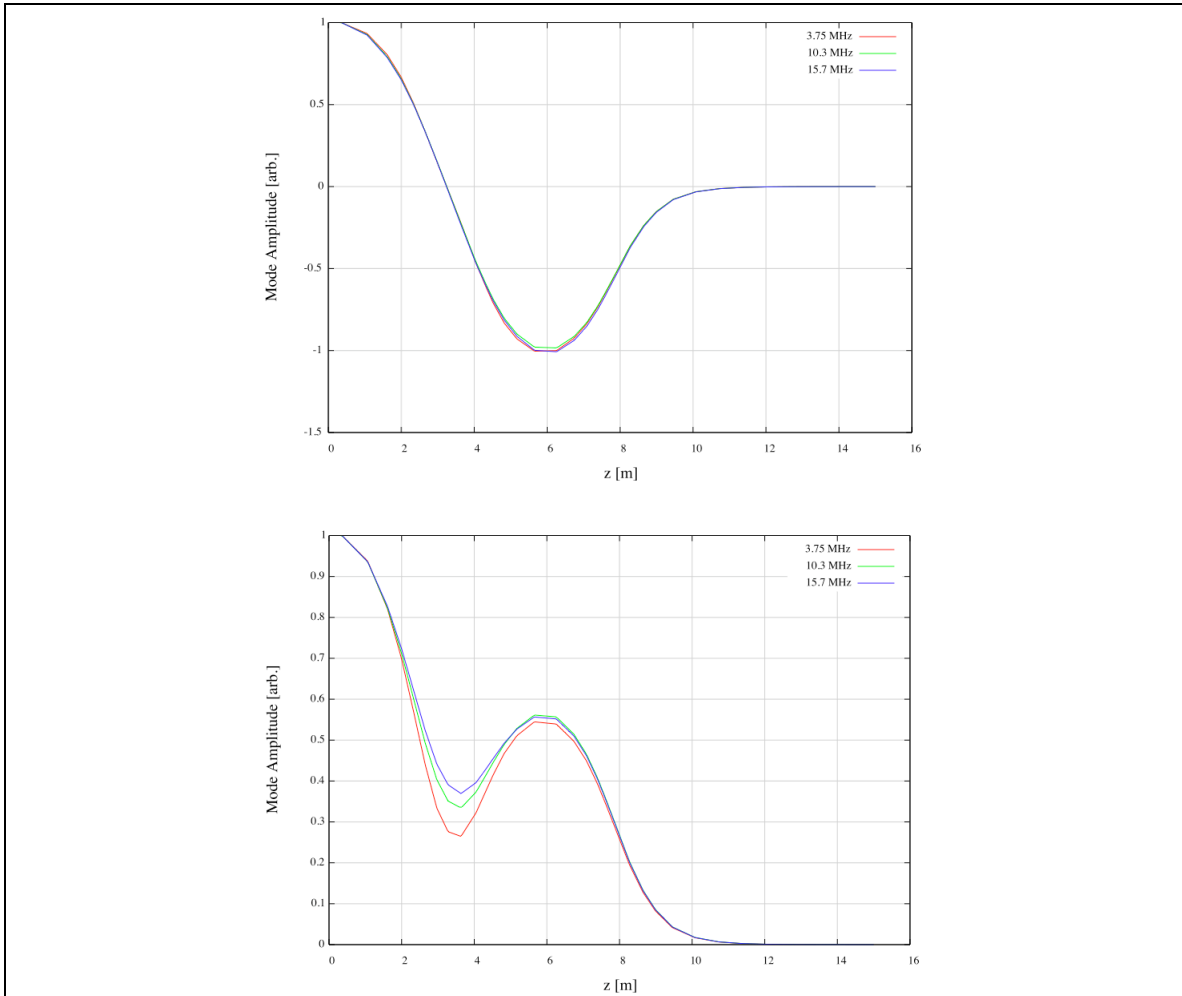 1
0.5
0
-0.5
-1
-1.5
Mode Amplitude [arb.]
3.75 MHz
10.3 MHz
15.7 MHz
0 2 4 6 8 10 12 14 16
z [m]
1
0.9
0.8
0.7
0.6
0.5
0.4
0.3
0.2
0.1
0
Mode Amplitude [arb.]
3.75 MHz
10.3 MHz
15.7 MHz
0 2 4 6 8 10 12 14 16
z [m]